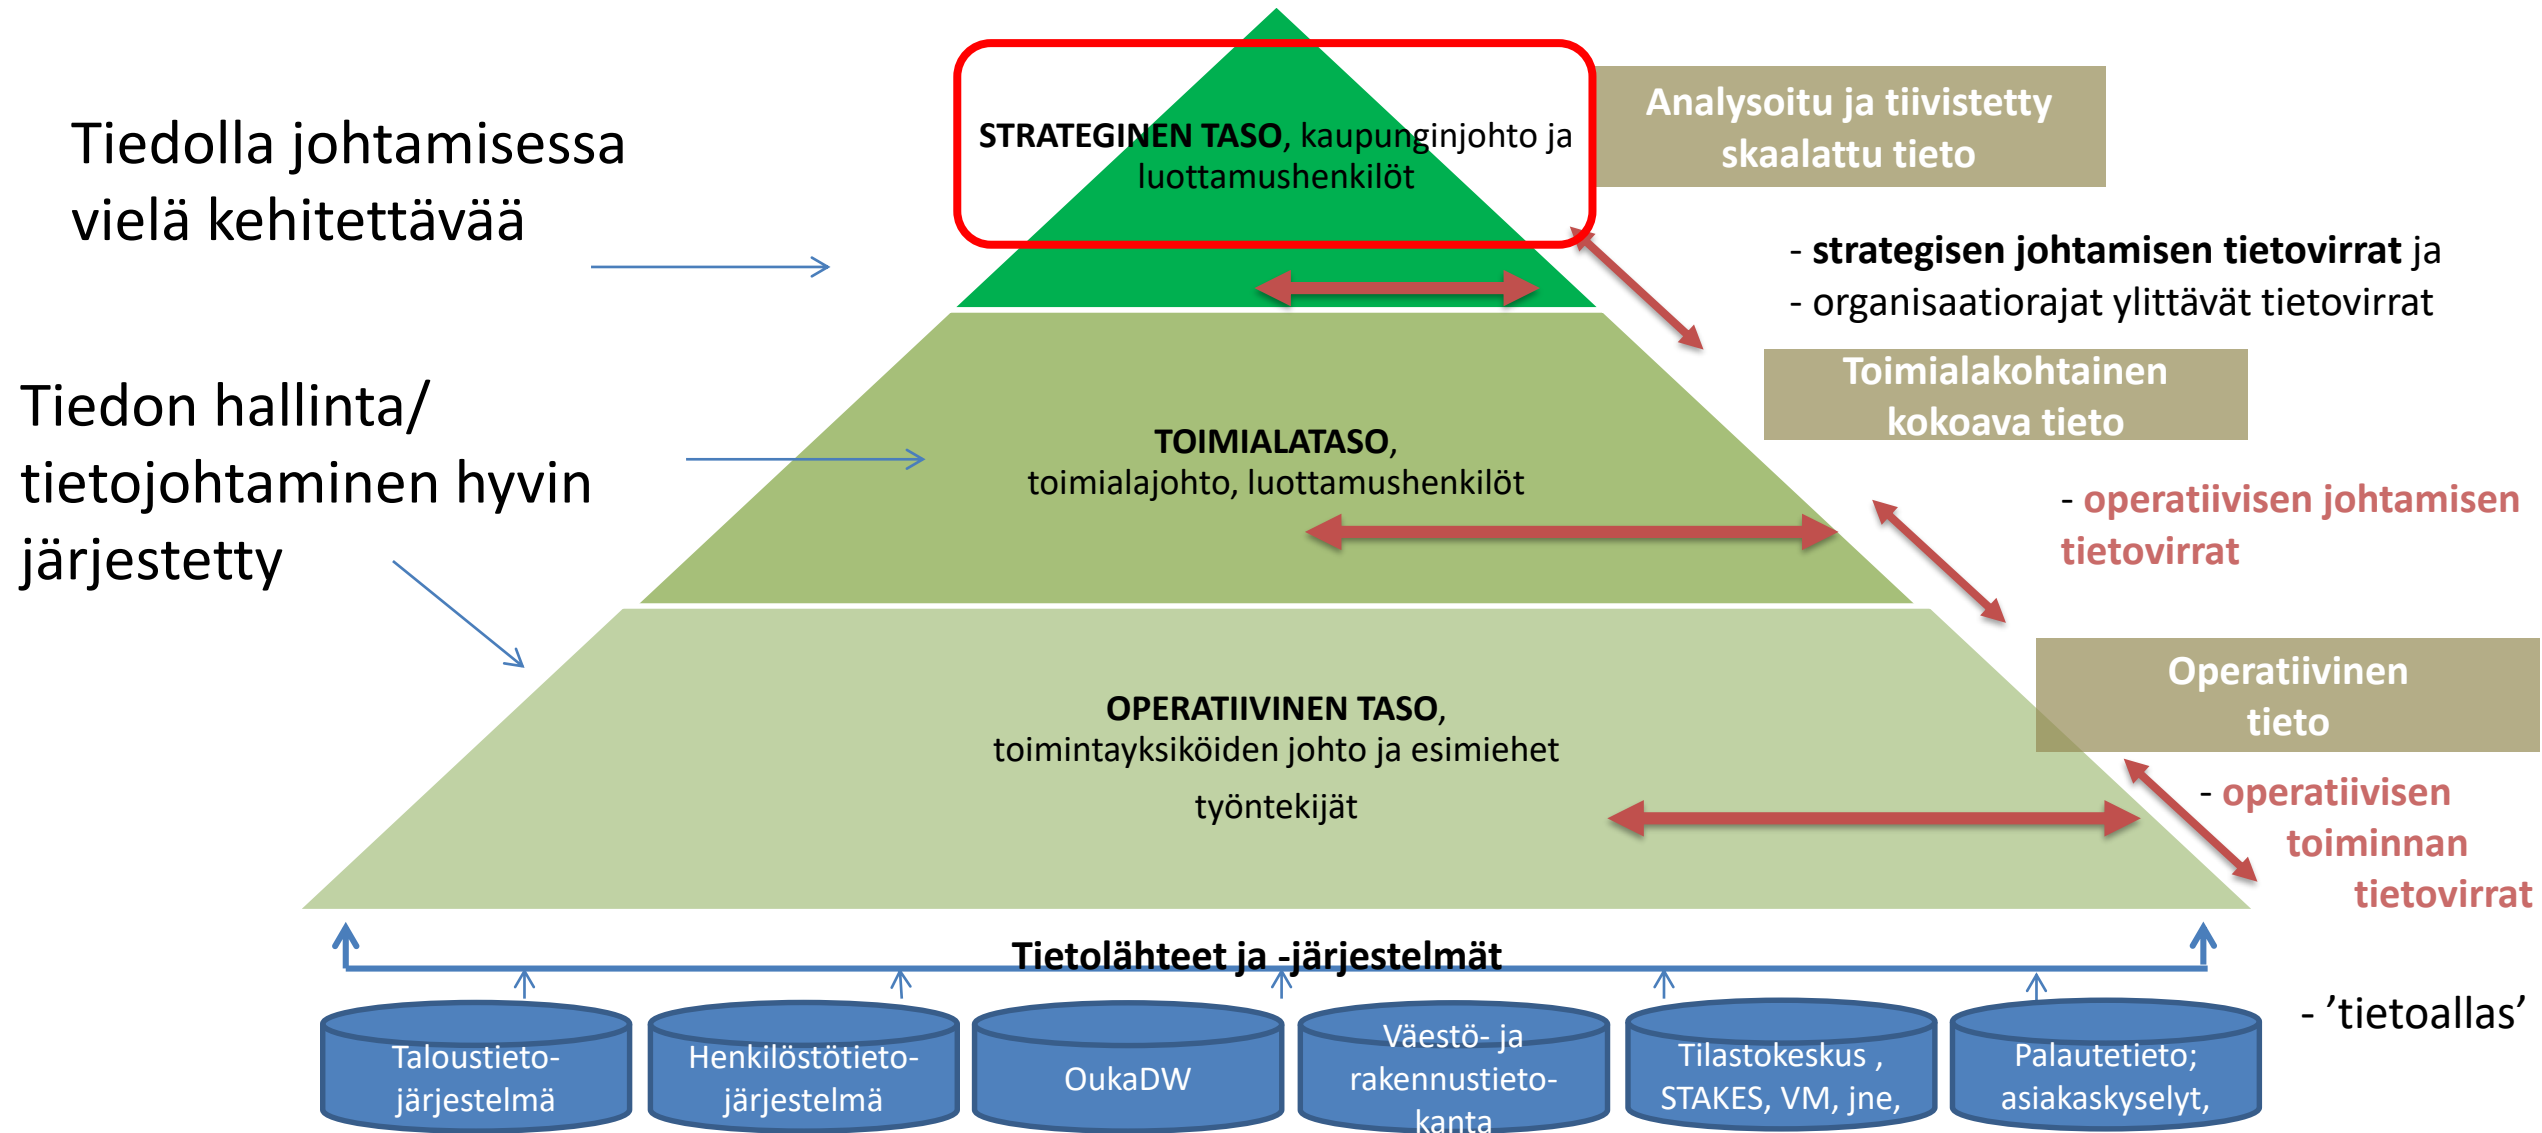 Tiedolla johtamisessa
vielä kehitettävää
Tiedon hallinta/
tietojohtaminen hyvin
järjestetty
STRATEGINEN TASO, kaupunginjohto ja
luottamushenkilöt
Analysoitu ja tiivistetty
skaalattu tieto
- strategisen johtamisen tietovirrat ja
- organisaatiorajat ylittävät tietovirrat
Toimialakohtainen
kokoava tieto
TOIMIALATASO,
toimialajohto, luottamushenkilöt
- operatiivisen johtamisen
tietovirrat
Operatiivinen
tieto
OPERATIIVINEN TASO,
toimintayksiköiden johto ja esimiehet
työntekijät
- operatiivisen
toiminnan
tietovirrat
Tietolähteet ja -järjestelmät
- ’tietoallas’
Taloustieto-
järjestelmä
Henkilöstötieto-
järjestelmä
OukaDW
Väestö- ja
rakennustieto-
kanta
Tilastokeskus ,
STAKES, VM, jne,
Palautetieto;
asiakaskyselyt,